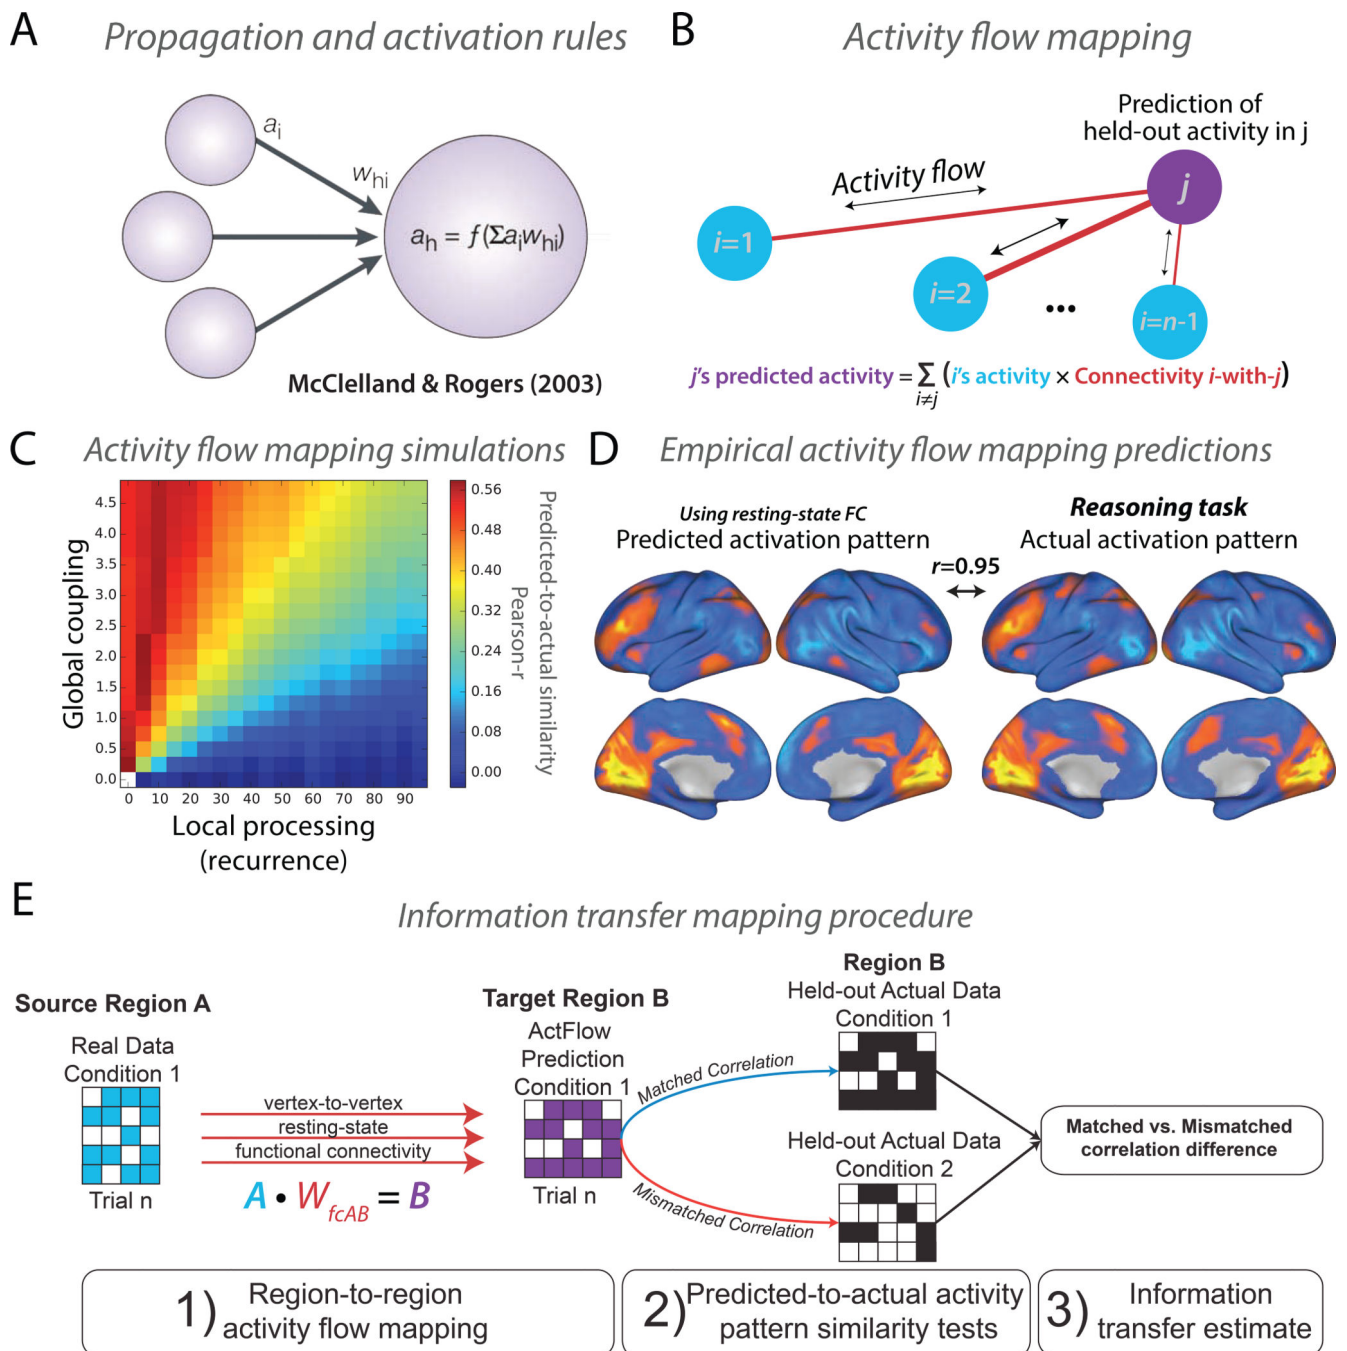 A
Propagation and activation rules
a_i
w_hi
a_h = f(Σa_iw_hi)
McClelland & Rogers (2003)
B
Activity flow mapping
Prediction of
held-out activity in j
Activity flow
j
i=1
i=2
...
i=n-1
j's predicted activity = Σ (i's activity × Connectivity i-with-j)
i≠j
C
Activity flow mapping simulations
Global coupling
4.5
4.0
3.5
3.0
2.5
2.0
1.5
1.0
0.5
0.0
0 10 20 30 40 50 60 70 80 90
Local processing
(recurrence)
0.56
0.48
0.40
0.32
0.24
0.16
0.08
0.00
Predicted-to-actual similarity
Pearson-r
D
Empirical activity flow mapping predictions
Using resting-state FC
Predicted activation pattern
r=0.95
Reasoning task
Actual activation pattern
E
Information transfer mapping procedure
Source Region A
Real Data
Condition 1
Trial n
vertex-to-vertex
resting-state
functional connectivity
A • W_fcAB = B
Target Region B
ActFlow
Prediction
Condition 1
Trial n
Matched Correlation
Mismatched Correlation
Region B
Held-out Actual Data
Condition 1
Held-out Actual Data
Condition 2
Matched vs. Mismatched
correlation difference
1) Region-to-region
activity flow mapping
2) Predicted-to-actual activity
pattern similarity tests
3) Information
transfer estimate